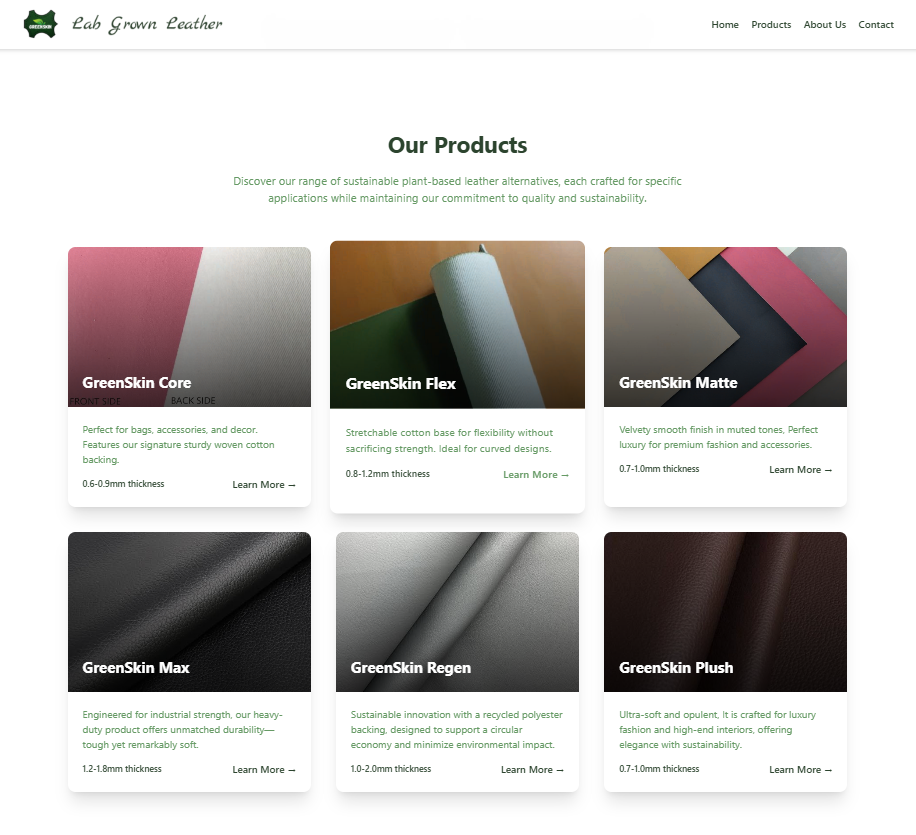 GREENSKIN
Lab Grown Leather
Home
Products
About Us
Contact
Our Products
Discover our range of sustainable plant-based leather alternatives, each crafted for specific
applications while maintaining our commitment to quality and sustainability.
GreenSkin Core
FRONT SIDE
BACK SIDE
Perfect for bags, accessories, and decor.
Features our signature sturdy woven cotton
backing.
0.6-0.9mm thickness
Learn More →
GreenSkin Flex
Stretchable cotton base for flexibility without
sacrificing strength. Ideal for curved designs.
0.8-1.2mm thickness
Learn More →
GreenSkin Matte
Velvety smooth finish in muted tones, Perfect
luxury for premium fashion and accessories.
0.7-1.0mm thickness
Learn More →
GreenSkin Max
Engineered for industrial strength, our heavy-
duty product offers unmatched durability—
tough yet remarkably soft.
1.2-1.8mm thickness
Learn More →
GreenSkin Regen
Sustainable innovation with a recycled polyester
backing, designed to support a circular
economy and minimize environmental impact.
1.0-2.0mm thickness
Learn More →
GreenSkin Plush
Ultra-soft and opulent, It is crafted for luxury
fashion and high-end interiors, offering
elegance with sustainability.
0.7-1.0mm thickness
Learn More →